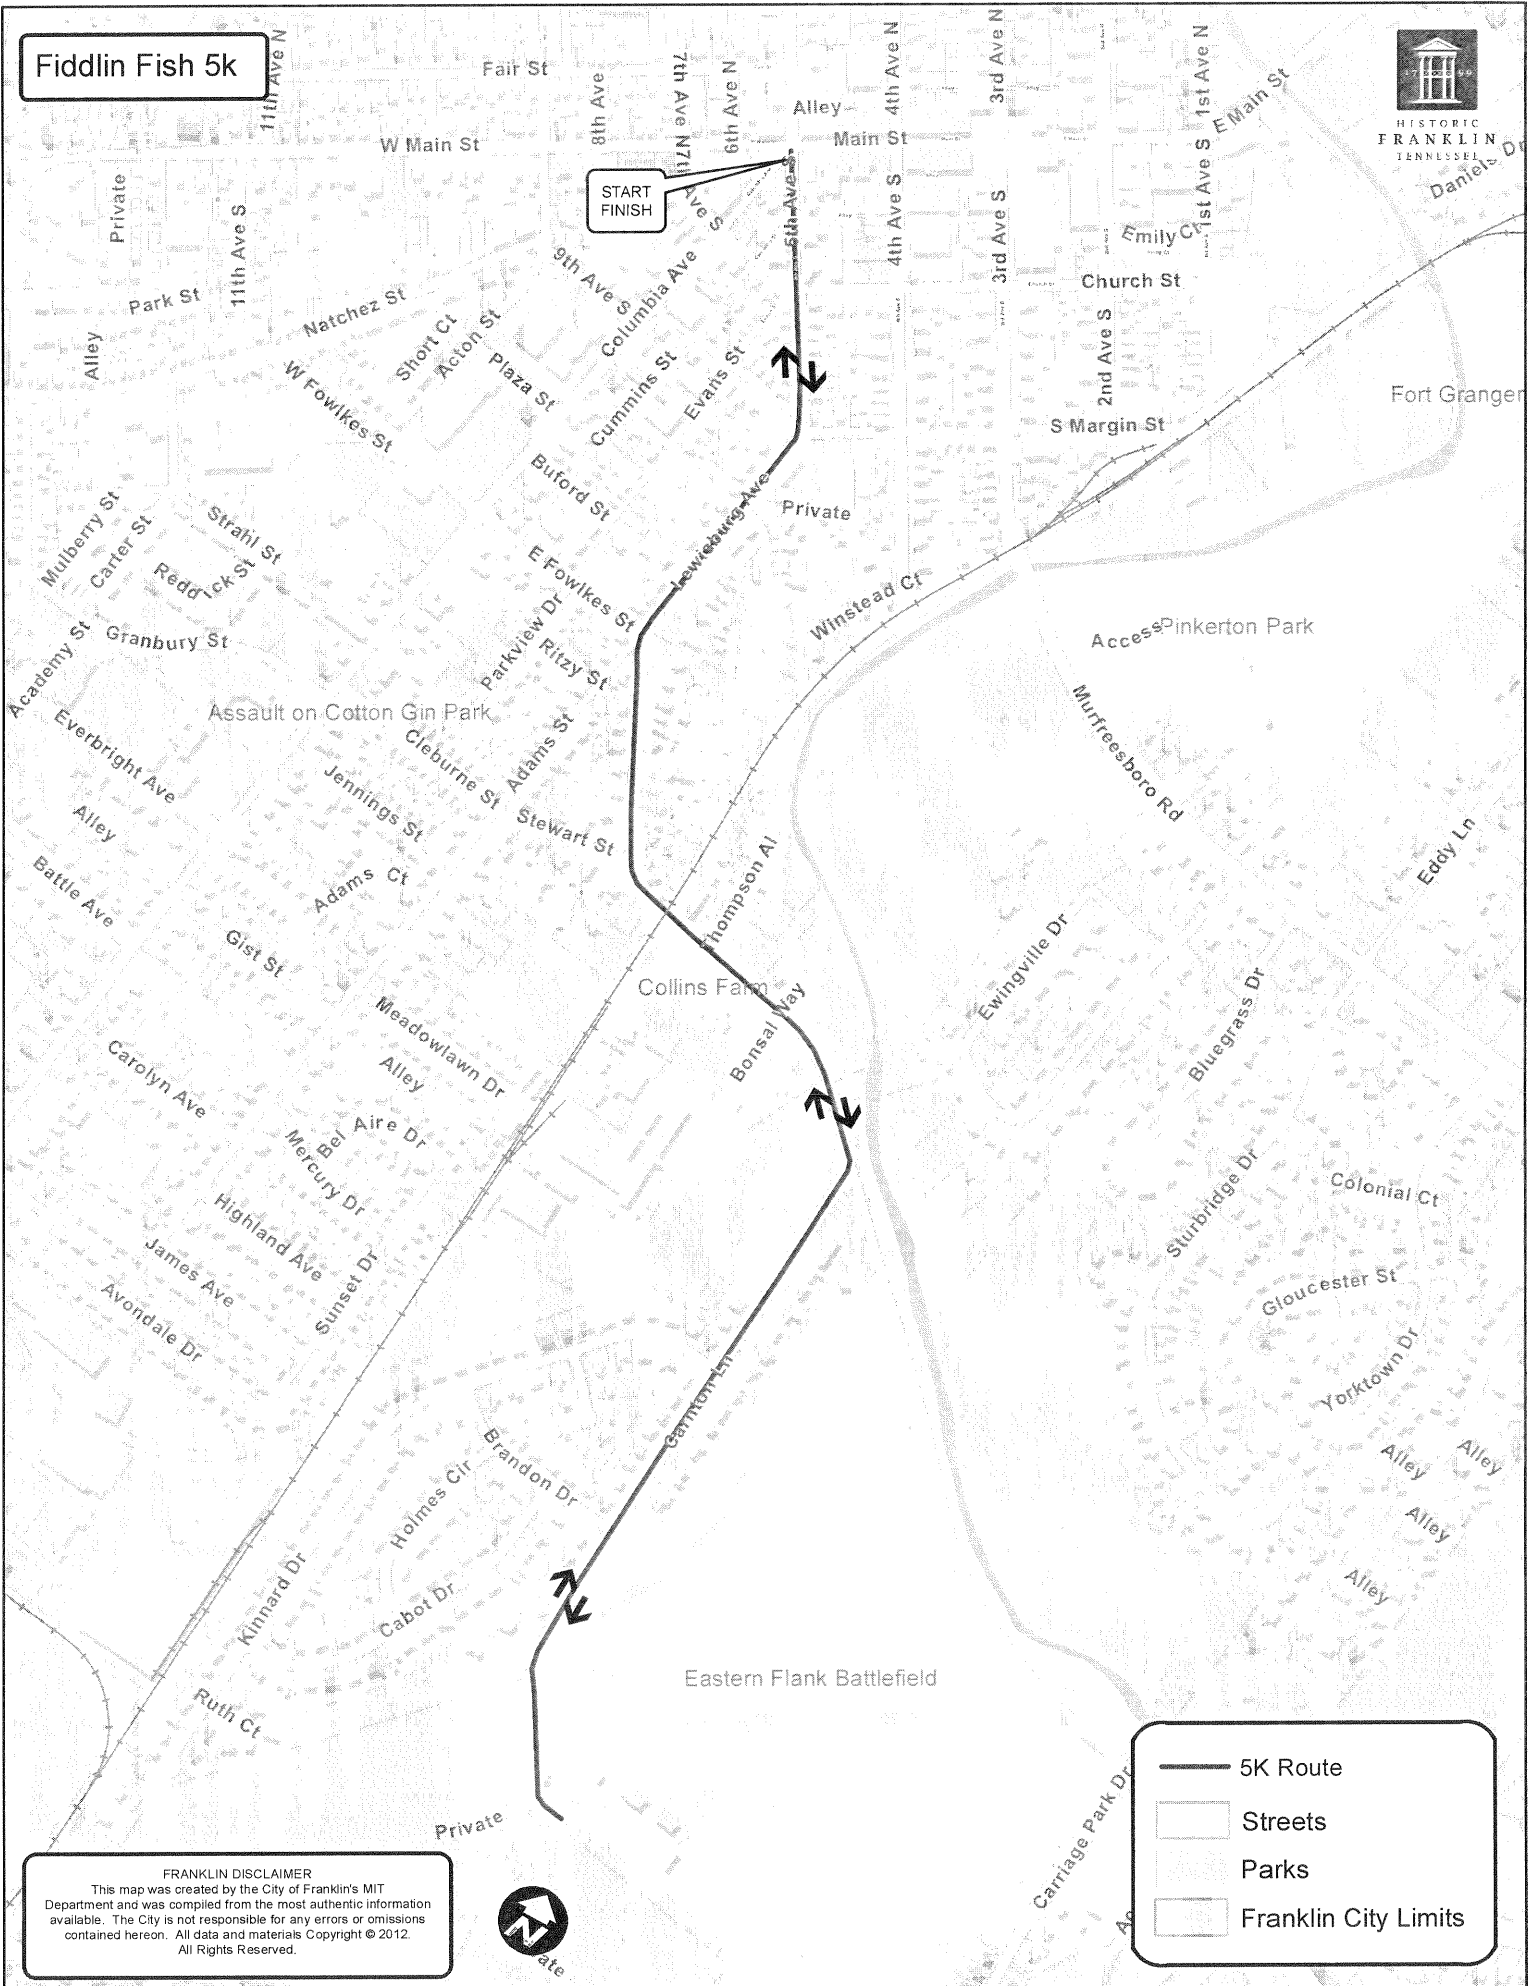 Fiddlin Fish 5k
11th Ave N
Fair St
8th Ave
7th Ave N
6th Ave N
Alley
4th Ave N
3rd Ave N
1st Ave N
E Main St
HISTORIC
FRANKLIN
TENNESSEE
Daniels Dr
W Main St
Main St
START
FINISH
Private
11th Ave S
7th Ave S
5th Ave S
4th Ave S
3rd Ave S
1st Ave S
Emily Ct
Church St
9th Ave S
Columbia Ave
Park St
Natchez St
Alley
Short Ct
Acton St
Plaza St
Cummins St
Evans St
2nd Ave S
W Fowlkes St
Fort Granger
S Margin St
Buford St
Lewisburg Ave
Private
Mulberry St
Carter St
Strahl St
Reddick St
E Fowlkes St
Winstead Ct
Granbury St
Academy St
Parkview Dr
Ritzy St
Access
Pinkerton Park
Assault on Cotton Gin Park
Everbright Ave
Cleburne St
Adams St
Murfreesboro Rd
Jennings St
Stewart St
Alley
Battle Ave
Adams Ct
Thompson Al
Eddy Ln
Gist St
Collins Farm
Ewingville Dr
Meadowlawn Dr
Bonsal Way
Bluegrass Dr
Carolyn Ave
Alley
Bel Aire Dr
Mercury Dr
Highland Ave
Sturbridge Dr
Colonial Ct
James Ave
Sunset Dr
Gloucester St
Avondale Dr
Yorktown Dr
Carnton Ln
Brandon Dr
Holmes Cir
Alley
Alley
Alley
Alley
Kinnard Dr
Cabot Dr
Eastern Flank Battlefield
Ruth Ct
Private
Carriage Park Dr
5K Route
Streets
Parks
Franklin City Limits
FRANKLIN DISCLAIMER
This map was created by the City of Franklin's MIT
Department and was compiled from the most authentic information
available. The City is not responsible for any errors or omissions
contained hereon. All data and materials Copyright © 2012.
All Rights Reserved.
N